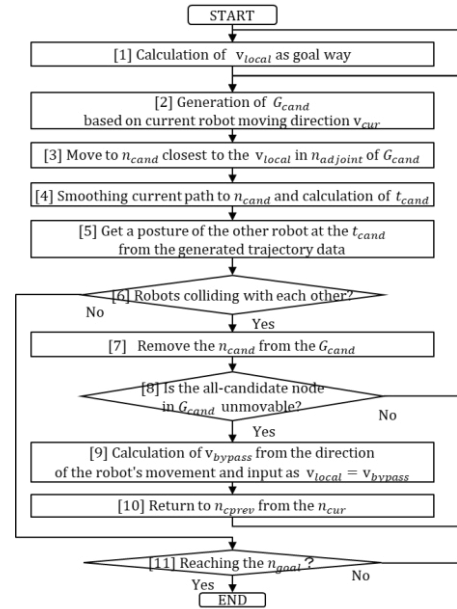 START
[1] Calculation of v_local as goal way
[2] Generation of G_cand
based on current robot moving direction v_cur
[3] Move to n_cand closest to the v_local in n_adjoint of G_cand
[4] Smoothing current path to n_cand and calculation of t_cand
[5] Get a posture of the other robot at the t_cand
from the generated trajectory data
[6] Robots colliding with each other?
No
Yes
[7] Remove the n_cand from the G_cand
[8] Is the all-candidate node
in G_cand unmovable?
No
Yes
[9] Calculation of v_bypass from the direction
of the robot's movement and input as v_local = v_bypass
[10] Return to n_cprev from the n_cur
[11] Reaching the n_goal?
No
Yes
END